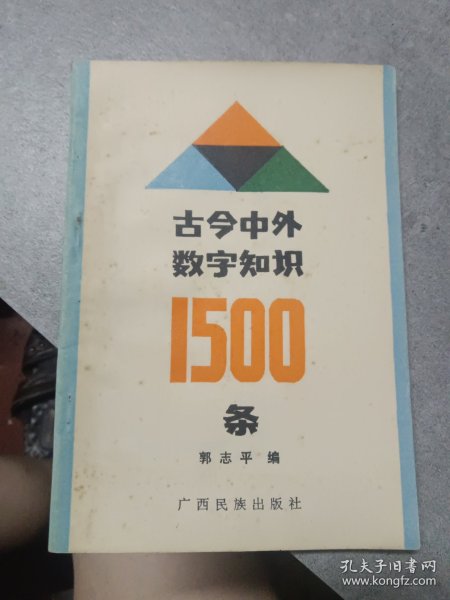 古今中外
数字知识
1500
条
郭志平 编
广西民族出版社
孔夫子旧书网
www.kongfz.com